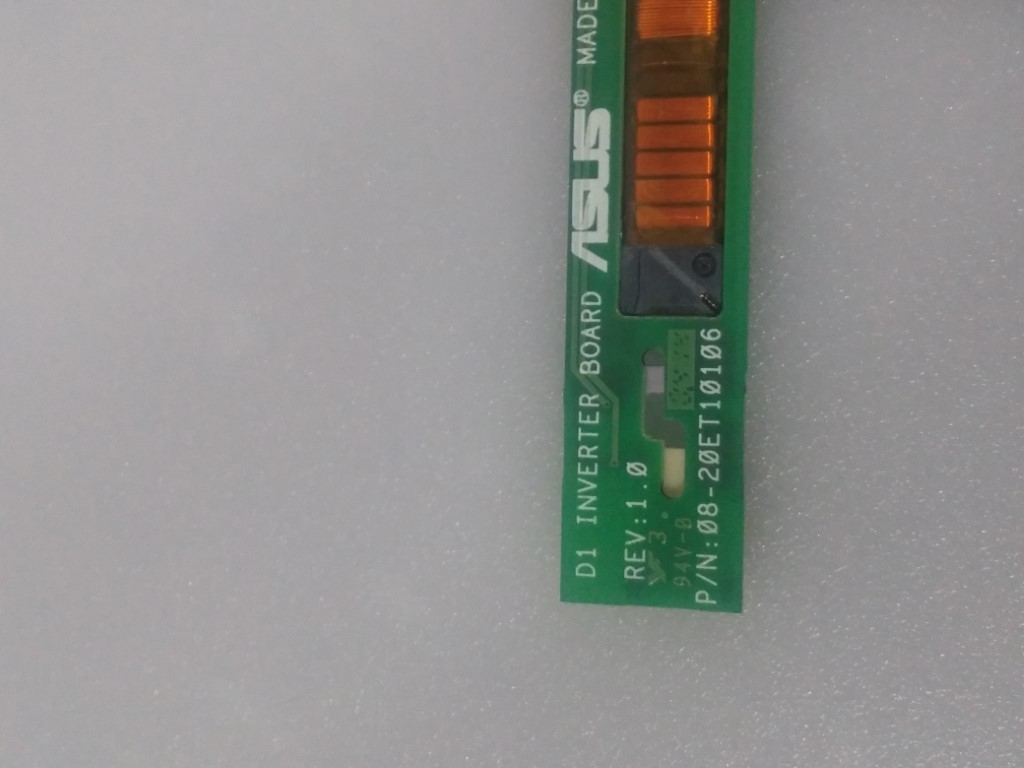 D1 INVERTER BOARD ASUS® MADE
REV:1.0
94V-0
P/N:08-20ET10106